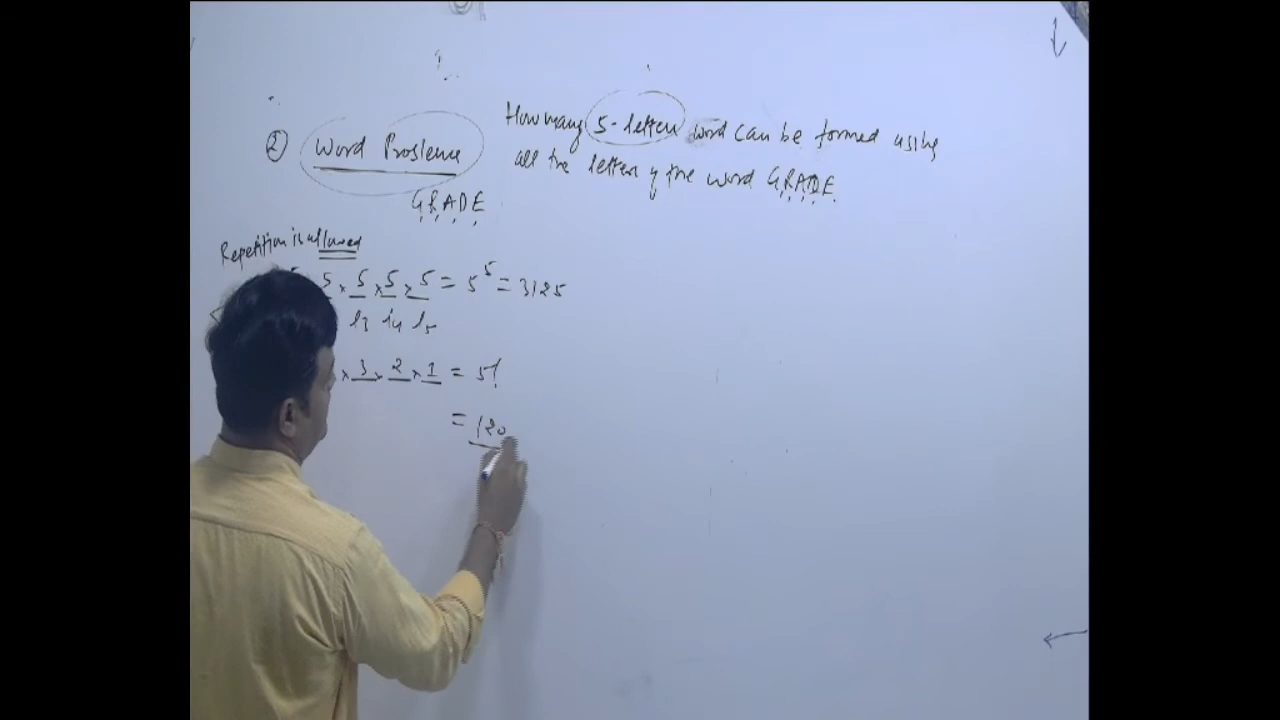 ② Word Problems
How many 5-letter word can be formed using
all the letters of the word GRADE.
GRADE
Repetition is allowed
5 × 5 × 5 × 5 = 5⁵ = 3125
l3 l4 l5
× 3 × 2 × 1 = 5!
= 120